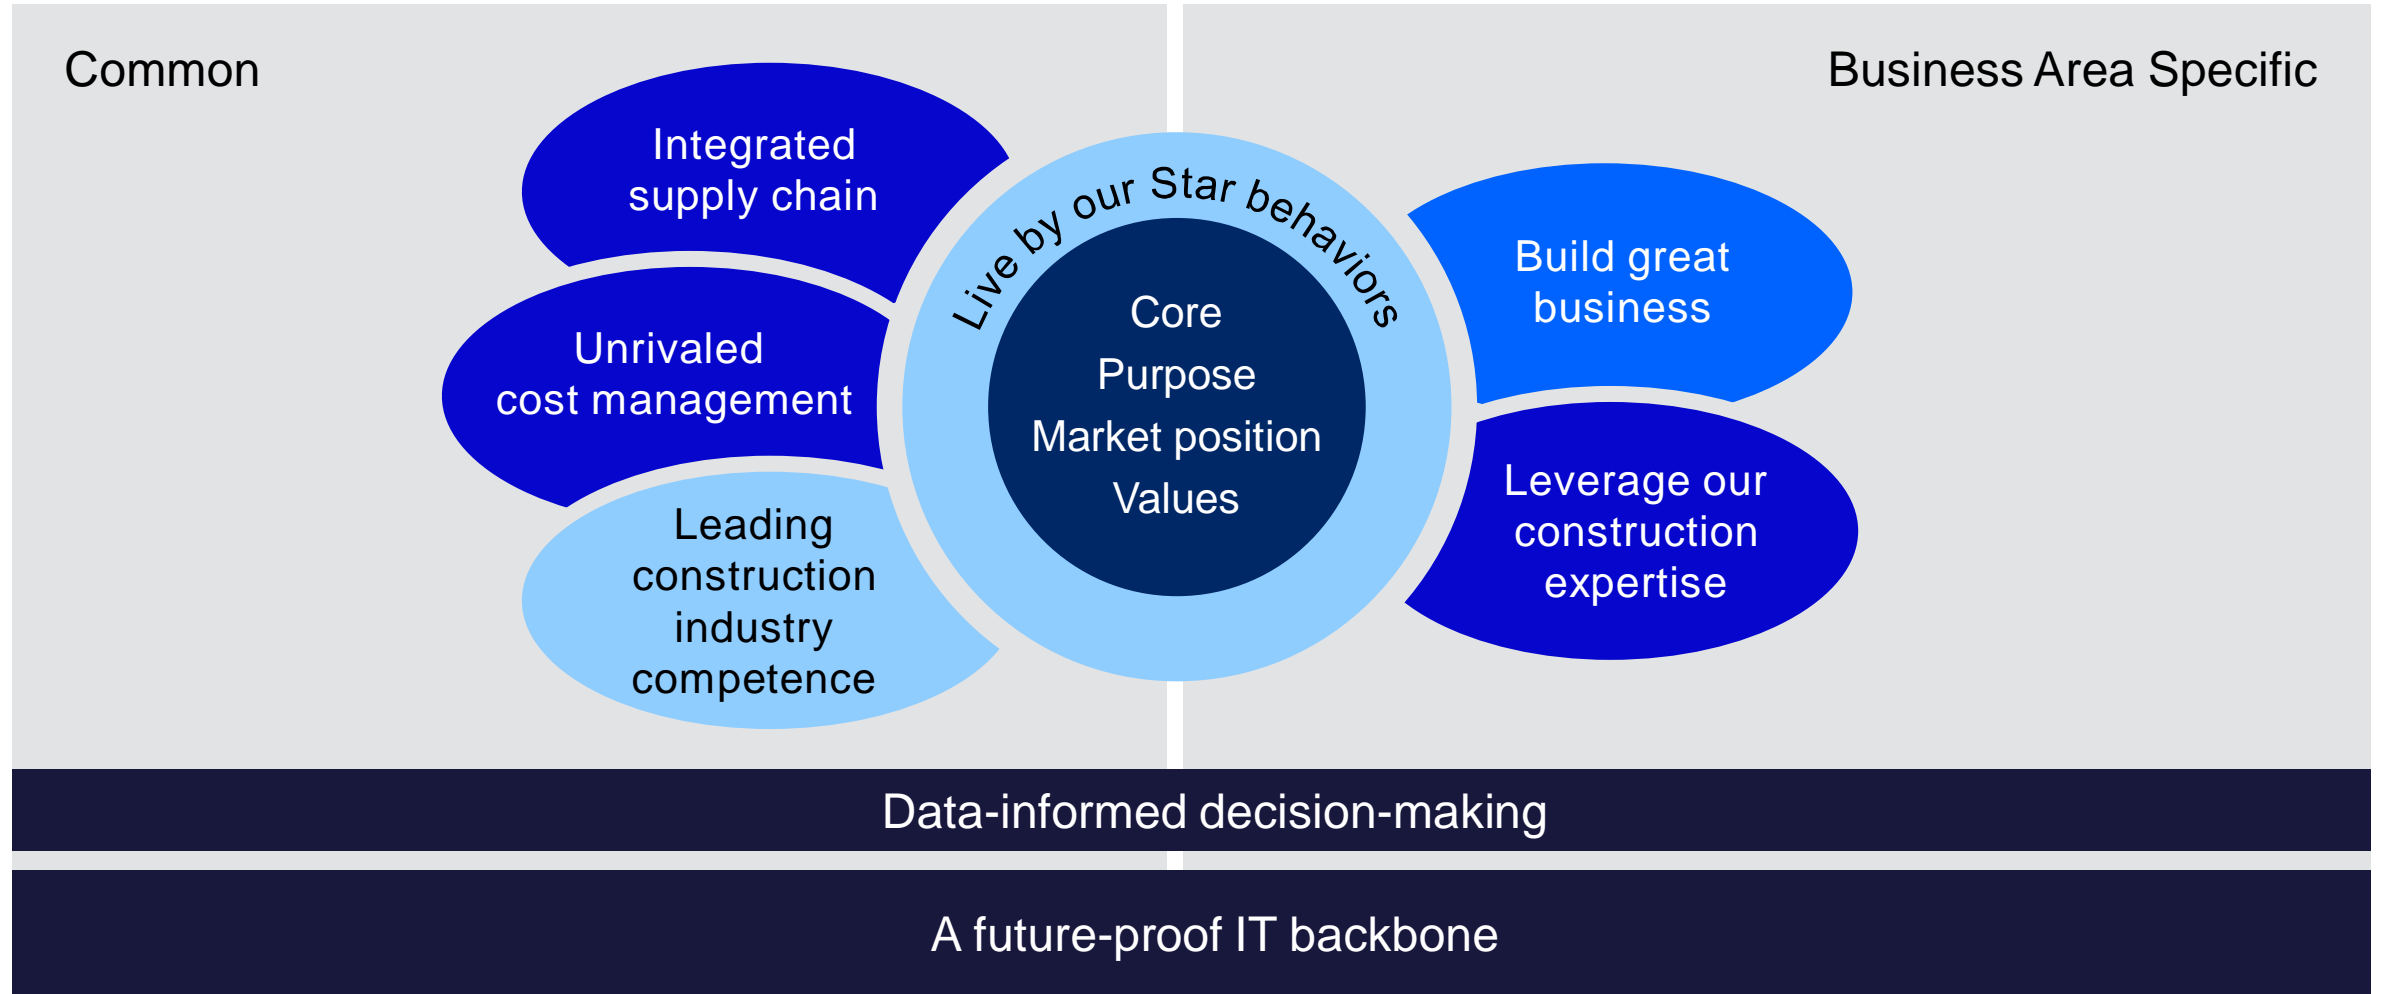 Common
Business Area Specific
Integrated
supply chain
Unrivaled
cost management
Leading
construction
industry
competence
Live by our Star behaviors
Core
Purpose
Market position
Values
Build great
business
Leverage our
construction
expertise
Data-informed decision-making
A future-proof IT backbone